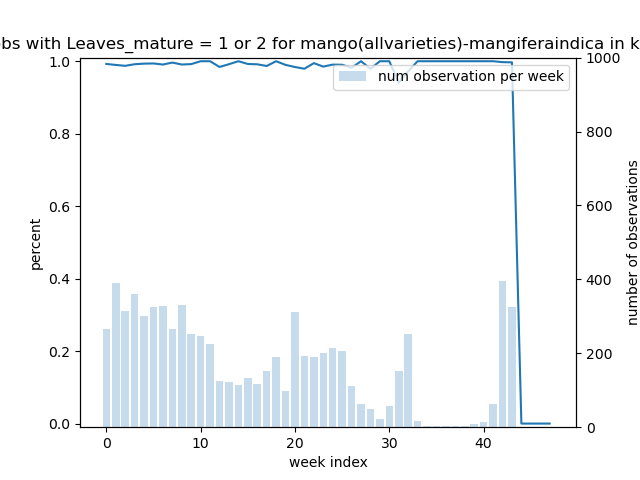 bs with Leaves_mature = 1 or 2 for mango(allvarieties)-mangiferaindica in k
num observation per week
1.0
0.8
0.6
0.4
0.2
0.0
percent
1000
800
600
400
200
0
number of observations
0 10 20 30 40
week index